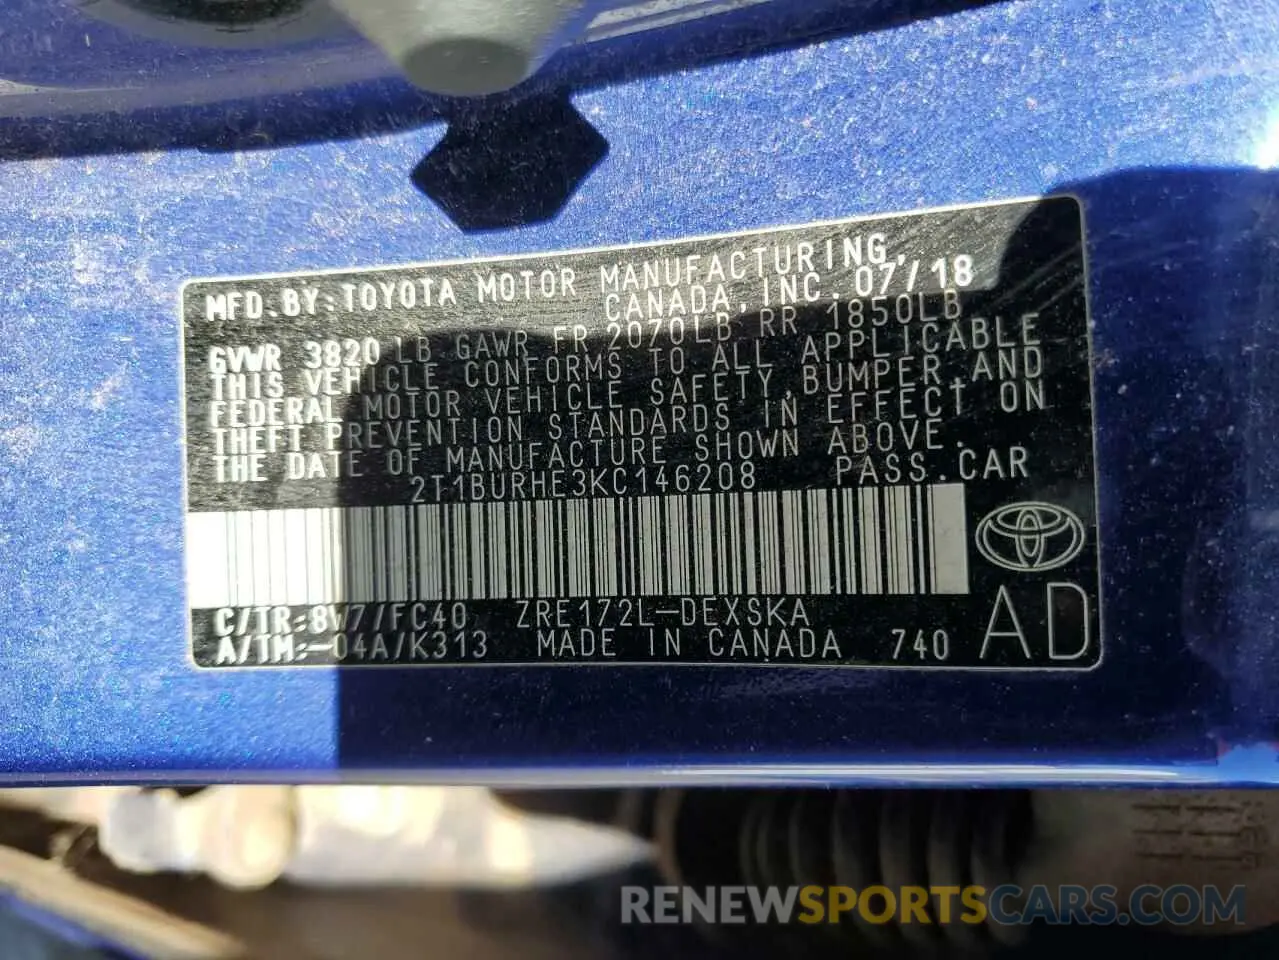 MFD.BY:TOYOTA MOTOR MANUFACTURING,
CANADA,INC.07/18
GVWR 3820 LB GAWR FR 2070LB RR 1850LB
THIS VEHICLE CONFORMS TO ALL APPLICABLE
FEDERAL MOTOR VEHICLE SAFETY,BUMPER AND
THEFT PREVENTION STANDARDS IN EFFECT ON
THE DATE OF MANUFACTURE SHOWN ABOVE.
2T1BURHE3KC146208 PASS.CAR
C/TR:8W7/FC40 ZRE172L-DEXSKA
A/TM:-04A/K313 MADE IN CANADA 740
AD
RENEWSPORTSCARS.COM